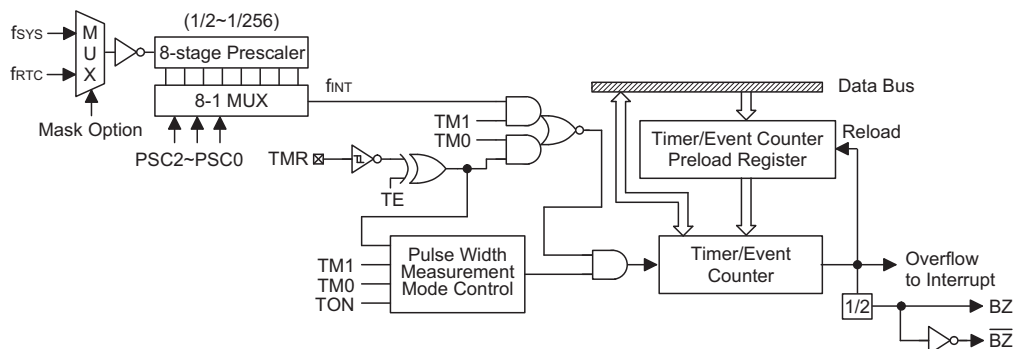 fSYS
fRTC
M
U
X
Mask Option
(1/2~1/256)
8-stage Prescaler
8-1 MUX
PSC2~PSC0
fINT
TM1
TM0
TMR
TE
TM1
TM0
TON
Pulse Width
Measurement
Mode Control
Data Bus
Timer/Event Counter
Preload Register
Reload
Timer/Event
Counter
Overflow
to Interrupt
1/2
BZ
B̅Z̅